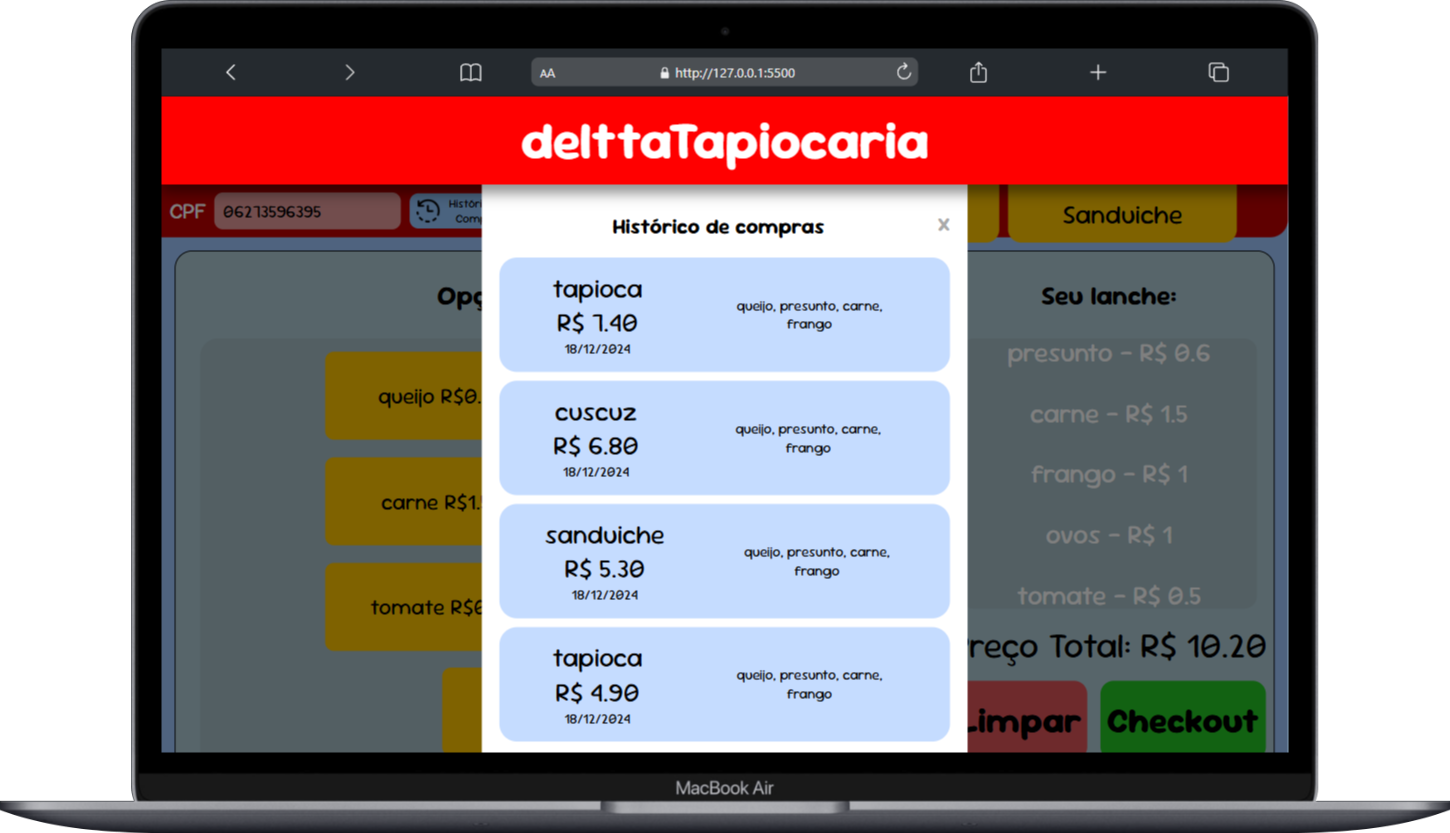 AA
http://127.0.0.1:5500
delttaTapiocaria
CPF
06273596395
Sanduiche
Histórico de compras
x
tapioca
R$ 7.40
18/12/2024
queijo, presunto, carne,
frango
cuscuz
R$ 6.80
18/12/2024
queijo, presunto, carne,
frango
sanduiche
R$ 5.30
18/12/2024
queijo, presunto, carne,
frango
tapioca
R$ 4.90
18/12/2024
queijo, presunto, carne,
frango
queijo R$0.
carne R$1.
tomate R$0
Seu lanche:
presunto - R$ 0.6
carne - R$ 1.5
frango - R$ 1
ovos - R$ 1
tomate - R$ 0.5
reço Total: R$ 10.20
Limpar
Checkout
MacBook Air